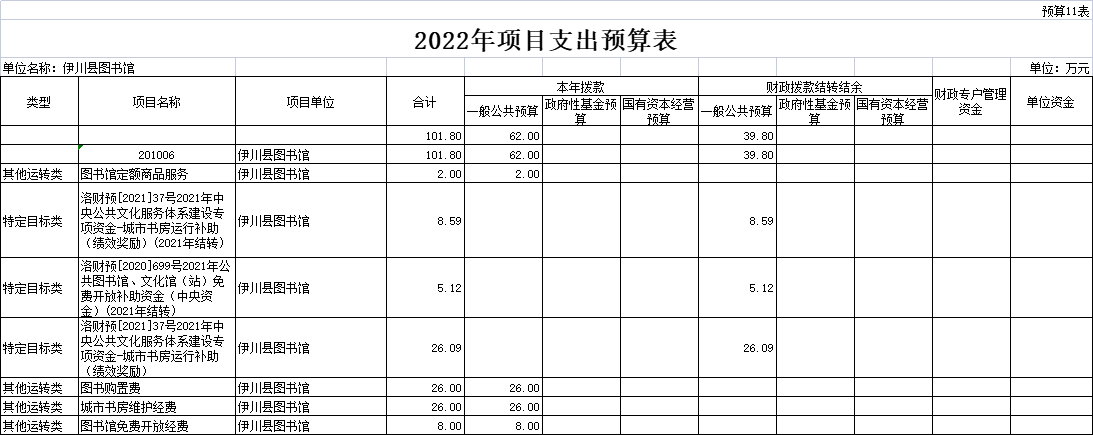 预算11表
2022年项目支出预算表
单位名称：伊川县图书馆 单位：万元
类型 项目名称 项目单位 合计 本年拨款 财政拨款结转结余 财政专户管理资金 单位资金
一般公共预算 政府性基金预算 国有资本经营预算 一般公共预算 政府性基金预算 国有资本经营预算
101.80 62.00 39.80
201006 伊川县图书馆 101.80 62.00 39.80
其他运转类 图书馆定额商品服务 伊川县图书馆 2.00 2.00
洛财预[2021]37号2021年中
央公共文化服务体系建设专
特定目标类 项资金-城市书房运行补助 伊川县图书馆 8.59 8.59
（绩效奖励）(2021年结转)
洛财预[2020]699号2021年公
共图书馆、文化馆（站）免
特定目标类 费开放补助资金（中央资 伊川县图书馆 5.12 5.12
金）(2021年结转)
洛财预[2021]37号2021年中
央公共文化服务体系建设专
特定目标类 项资金-城市书房运行补助 伊川县图书馆 26.09 26.09
（绩效奖励）
其他运转类 图书购置费 伊川县图书馆 26.00 26.00
其他运转类 城市书房维护经费 伊川县图书馆 26.00 26.00
其他运转类 图书馆免费开放经费 伊川县图书馆 8.00 8.00